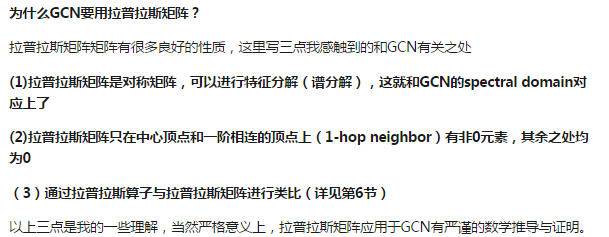 为什么GCN要用拉普拉斯矩阵？
拉普拉斯矩阵矩阵有很多良好的性质，这里写三点我感触到的和GCN有关之处
(1)拉普拉斯矩阵是对称矩阵，可以进行特征分解（谱分解），这就和GCN的spectral domain对
应上了
(2)拉普拉斯矩阵只在中心顶点和一阶相连的顶点上（1-hop neighbor）有非0元素，其余之处均
为0
（3）通过拉普拉斯算子与拉普拉斯矩阵进行类比（详见第6节）
以上三点是我的一些理解，当然严格意义上，拉普拉斯矩阵应用于GCN有严谨的数学推导与证明。